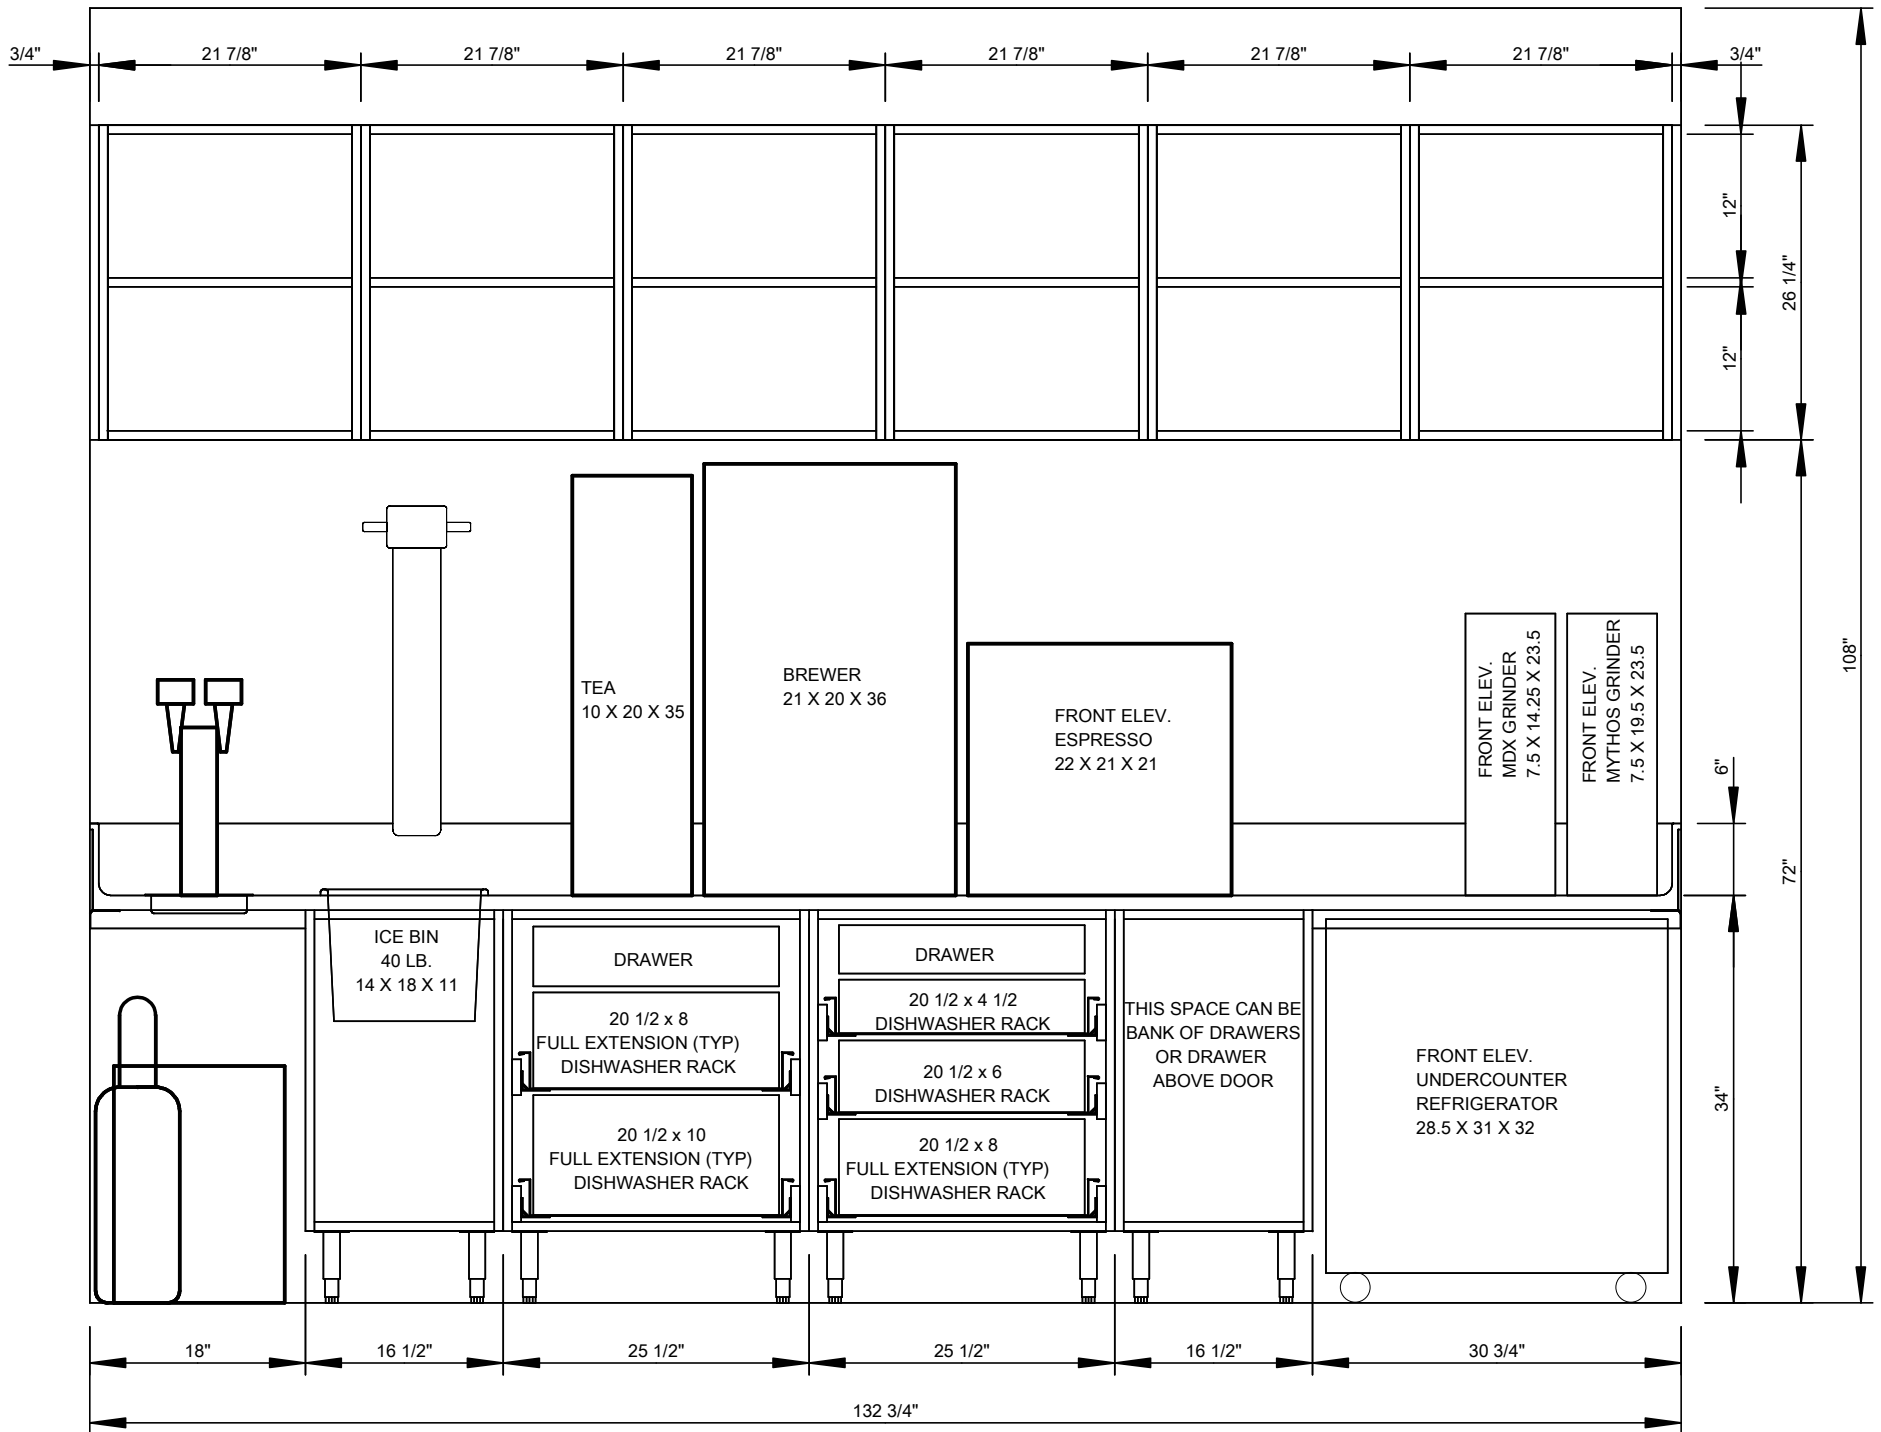 3/4"
21 7/8"
21 7/8"
21 7/8"
21 7/8"
21 7/8"
21 7/8"
3/4"
12"
12"
26 1/4"
108"
72"
6"
34"
TEA
10 X 20 X 35
BREWER
21 X 20 X 36
FRONT ELEV.
ESPRESSO
22 X 21 X 21
FRONT ELEV.
MDX GRINDER
7.5 X 14.25 X 23.5
FRONT ELEV.
MYTHOS GRINDER
7.5 X 19.5 X 23.5
ICE BIN
40 LB.
14 X 18 X 11
DRAWER
20 1/2 x 8
FULL EXTENSION (TYP)
DISHWASHER RACK
20 1/2 x 10
FULL EXTENSION (TYP)
DISHWASHER RACK
DRAWER
20 1/2 x 4 1/2
DISHWASHER RACK
20 1/2 x 6
DISHWASHER RACK
20 1/2 x 8
FULL EXTENSION (TYP)
DISHWASHER RACK
THIS SPACE CAN BE
BANK OF DRAWERS
OR DRAWER
ABOVE DOOR
FRONT ELEV.
UNDERCOUNTER
REFRIGERATOR
28.5 X 31 X 32
18"
16 1/2"
25 1/2"
25 1/2"
16 1/2"
30 3/4"
132 3/4"